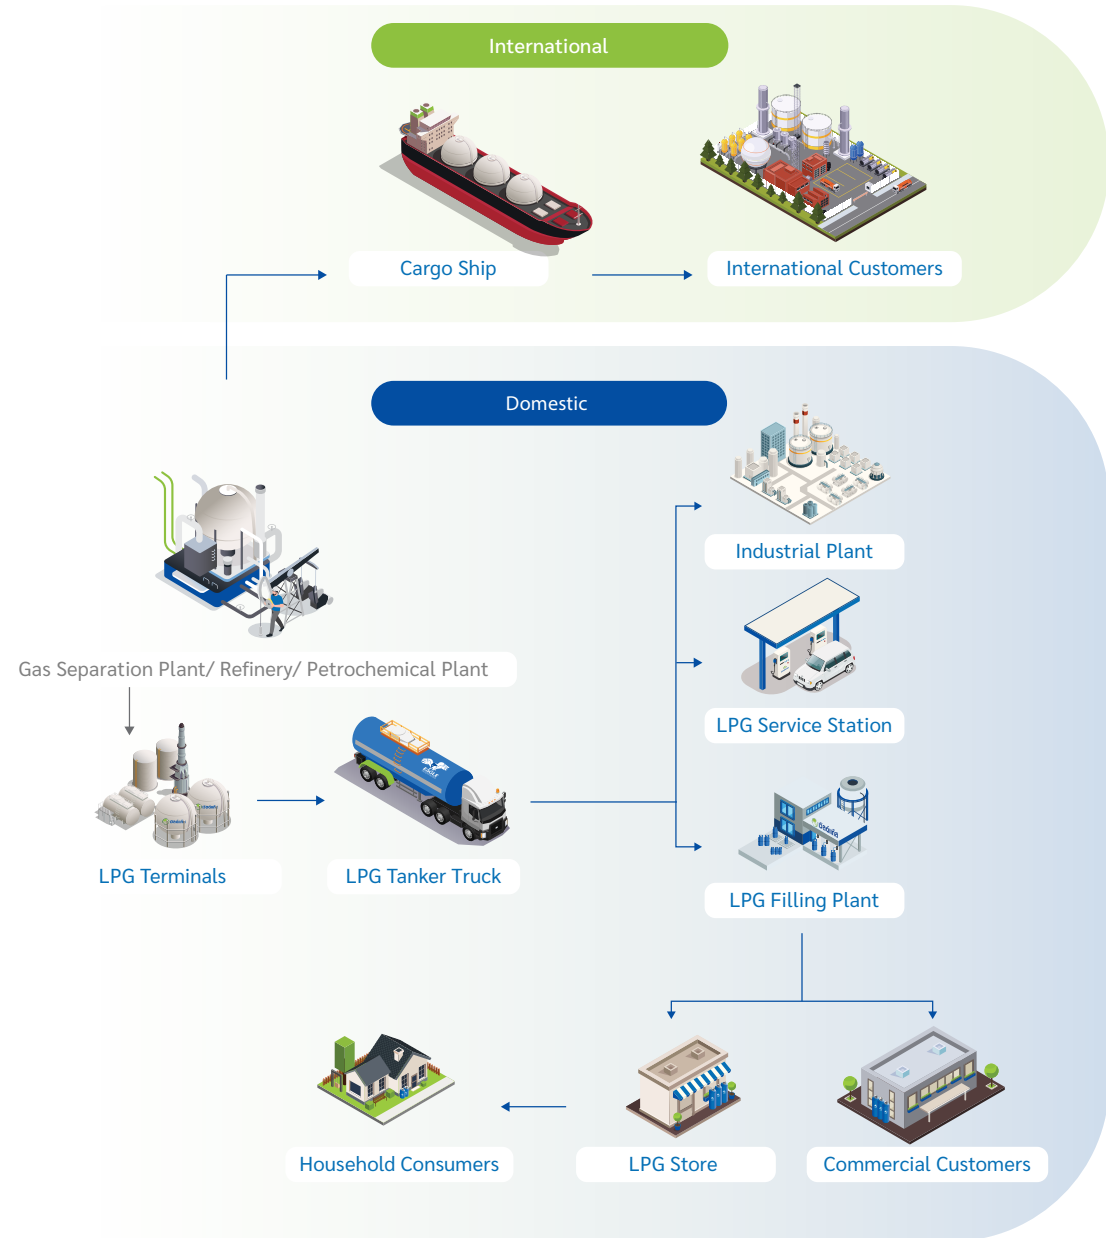 International
Cargo Ship
International Customers
Domestic
Industrial Plant
Gas Separation Plant/ Refinery/ Petrochemical Plant
LPG Service Station
EAGLE
LPG Terminals
LPG Tanker Truck
LPG Filling Plant
Household Consumers
LPG Store
Commercial Customers